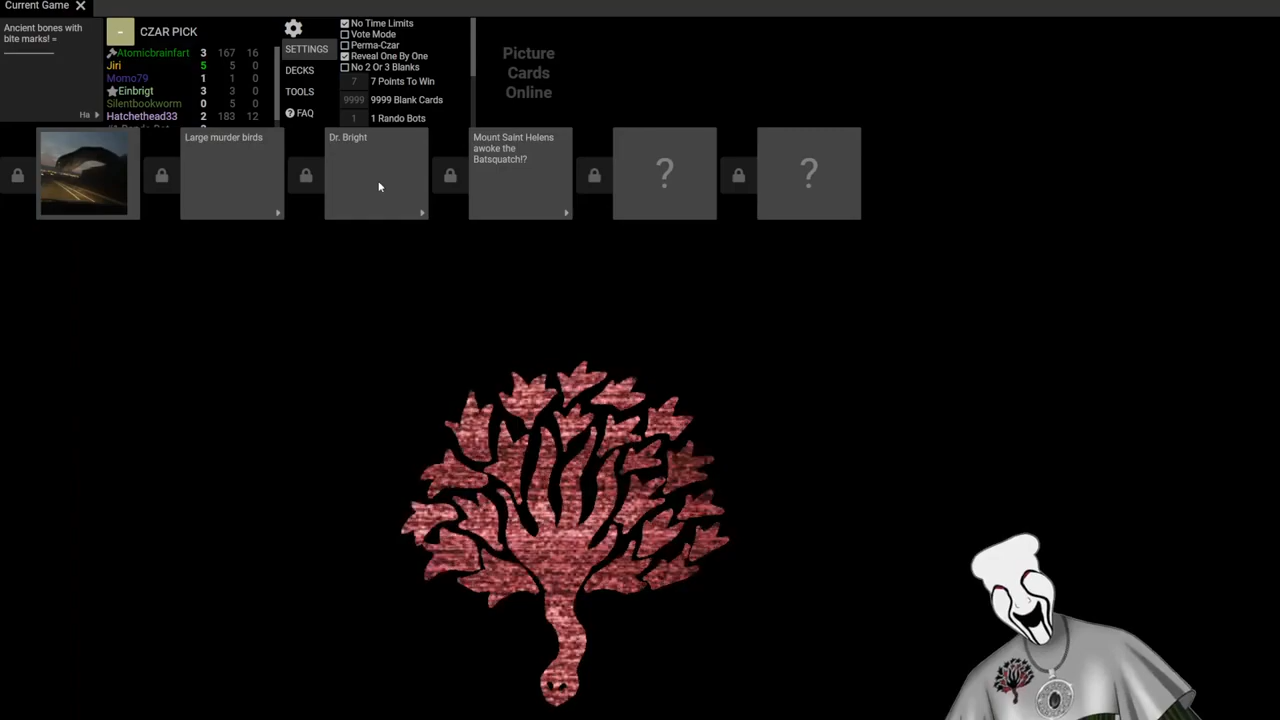 Current Game
Ancient bones with
bite marks! =
Ha
-
CZAR PICK
Atomicbrainfart 3 167 16
Jiri 5 5 0
Momo79 1 1 0
Einbrigt 3 3 0
Silentbookworm 0 5 0
Hatchethead33 2 183 12
SETTINGS
DECKS
TOOLS
? FAQ
No Time Limits
Vote Mode
Perma-Czar
Reveal One By One
No 2 Or 3 Blanks
7 7 Points To Win
9999 9999 Blank Cards
1 1 Rando Bots
Picture
Cards
Online
Large murder birds
Dr. Bright
Mount Saint Helens
awoke the
Batsquatch!?
?
?